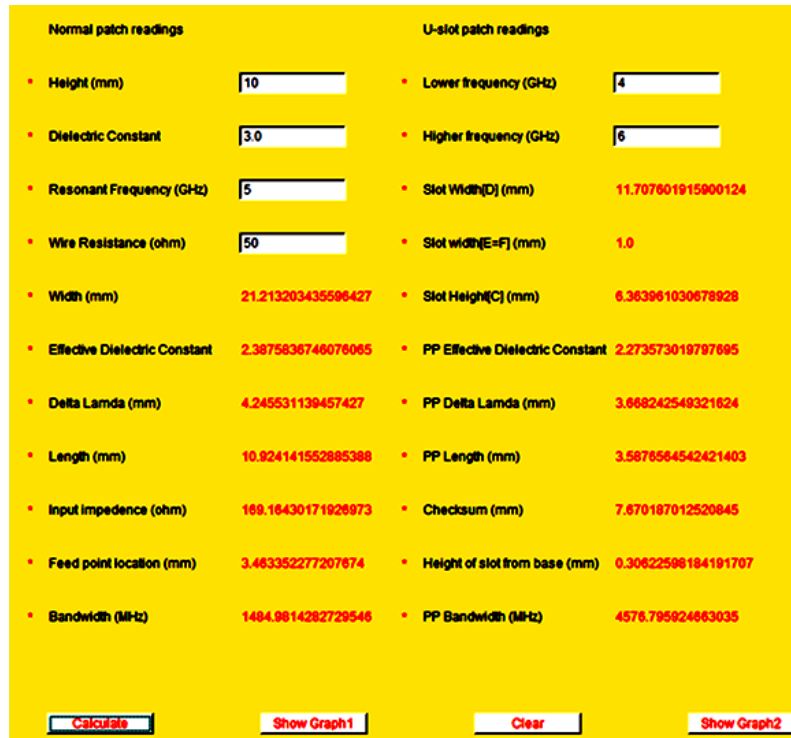 Normal patch readings
U-slot patch readings
Height (mm) 10
Lower frequency (GHz) 4
Dielectric Constant 3.0
Higher frequency (GHz) 6
Resonant Frequency (GHz) 5
Slot Width[D] (mm) 11.707601915900124
Wire Resistance (ohm) 50
Slot width[E=F] (mm) 1.0
Width (mm) 21.213203435596427
Slot Height[C] (mm) 6.363961030678928
Effective Dielectric Constant 2.3875836746076065
PP Effective Dielectric Constant 2.273573019797695
Delta Lamda (mm) 4.245531139457427
PP Delta Lamda (mm) 3.668242549321624
Length (mm) 10.924141552885388
PP Length (mm) 3.5876564542421403
Input impedence (ohm) 169.16430171926973
Checksum (mm) 7.670187012520845
Feed point location (mm) 3.463352277207674
Height of slot from base (mm) 0.30622598184191707
Bandwidth (MHz) 1484.9814282729546
PP Bandwidth (MHz) 4576.795924663035
Calculate
Show Graph1
Clear
Show Graph2